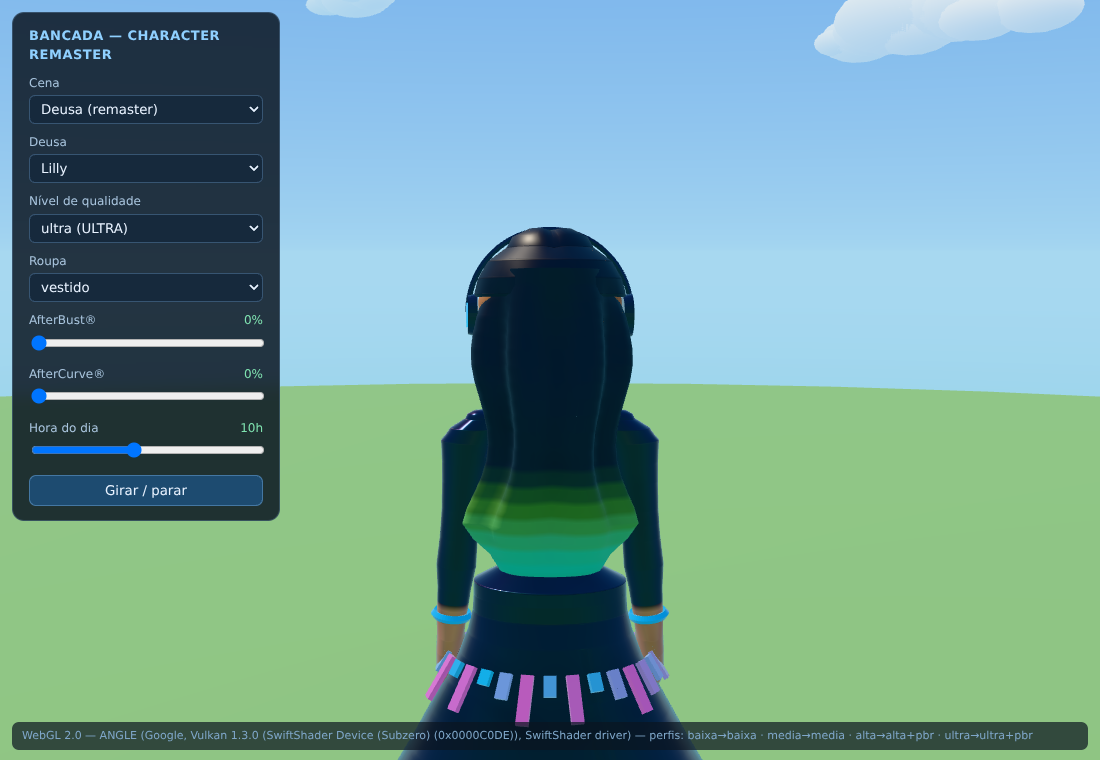 BANCADA — CHARACTER
REMASTER
Cena
Deusa (remaster)
Deusa
Lilly
Nível de qualidade
ultra (ULTRA)
Roupa
vestido
AfterBust® 0%
AfterCurve® 0%
Hora do dia 10h
Girar / parar
WebGL 2.0 — ANGLE (Google, Vulkan 1.3.0 (SwiftShader Device (Subzero) (0x0000C0DE)), SwiftShader driver) — perfis: baixa→baixa · media→media · alta→alta+pbr · ultra→ultra+pbr